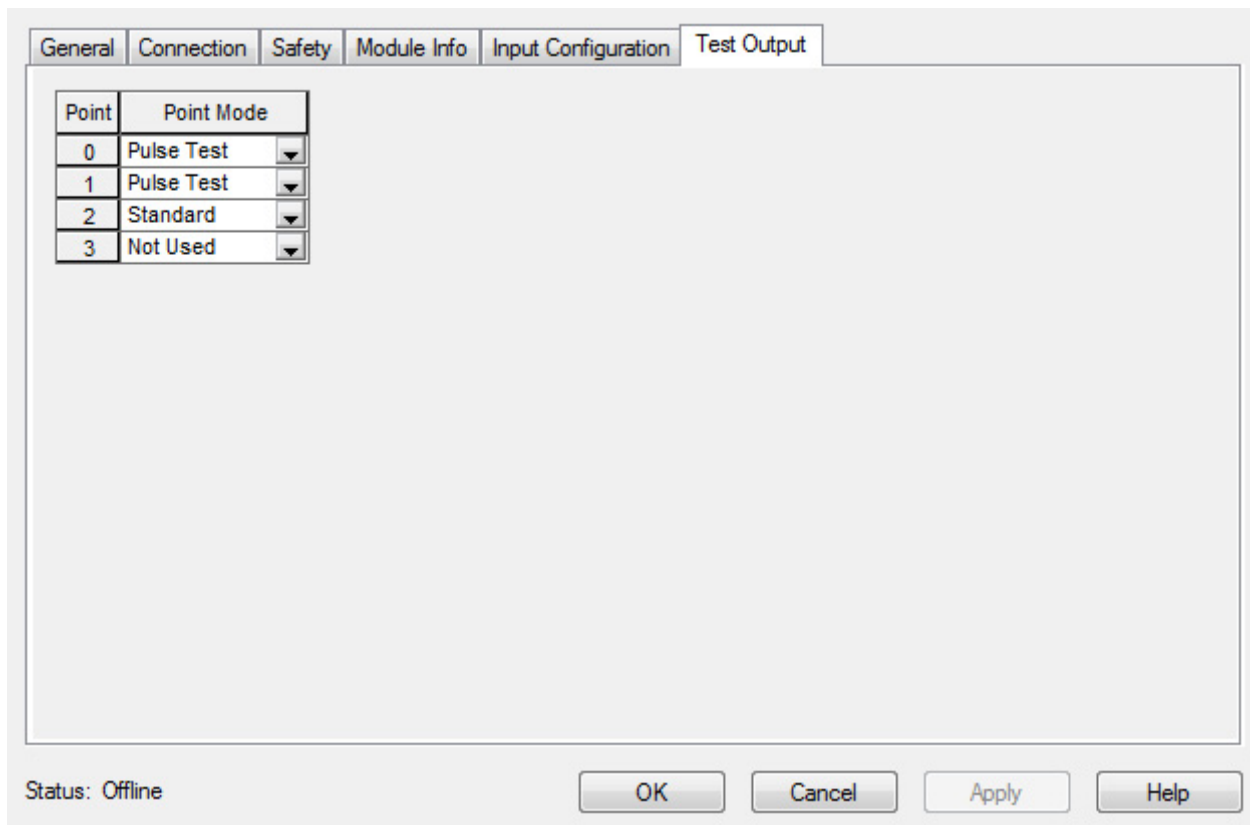 General Connection Safety Module Info Input Configuration Test Output
Point Point Mode
0 Pulse Test
1 Pulse Test
2 Standard
3 Not Used
Status: Offline OK Cancel Apply Help